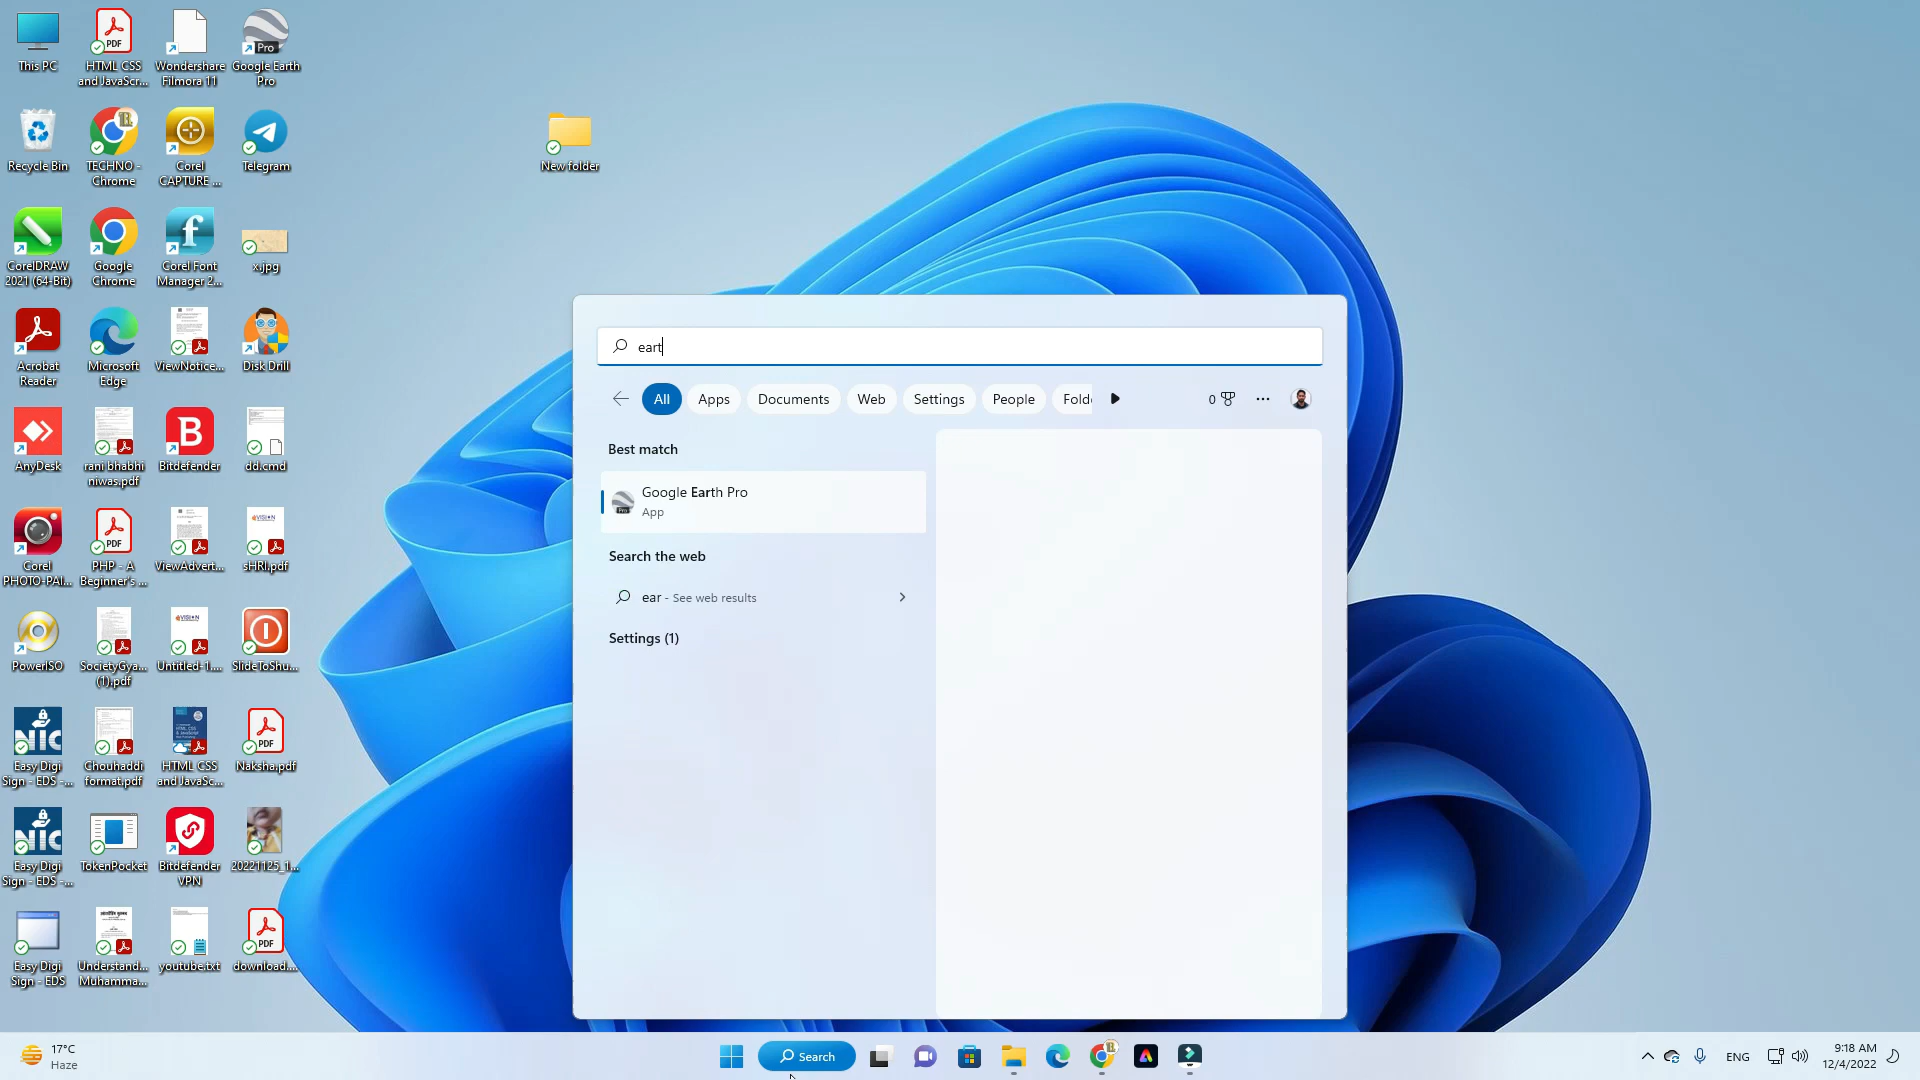 This PC
HTML CSS
and JavaScr...
Wondershare
Filmora 11
Google Earth
Pro
Recycle Bin
TECHNO -
Chrome
Corel
CAPTURE ...
Telegram
New folder
CorelDRAW
2021 (64-Bit)
Google
Chrome
Corel Font
Manager 2...
x.jpg
Acrobat
Reader
Microsoft
Edge
ViewNotice...
Disk Drill
AnyDesk
rani bhabhi
niwas.pdf
Bitdefender
dd.cmd
Corel
PHOTO-PAI...
PHP - A
Beginner's ...
ViewAdvert...
sHRI.pdf
PowerISO
SocietyGya...
(1).pdf
Untitled-1....
SlideToShu...
Easy Digi
Sign - EDS -...
Chouhaddi
format.pdf
HTML CSS
and JavaSc...
Naksha.pdf
Easy Digi
Sign - EDS -...
TokenPocket
Bitdefender
VPN
20221125_1...
Easy Digi
Sign - EDS
Understand...
Muhamma...
youtube.txt
download....
eart
All
Apps
Documents
Web
Settings
People
Fold
0
Best match
Google Earth Pro
App
Search the web
ear - See web results
Settings (1)
17°C
Haze
Search
ENG
9:18 AM
12/4/2022